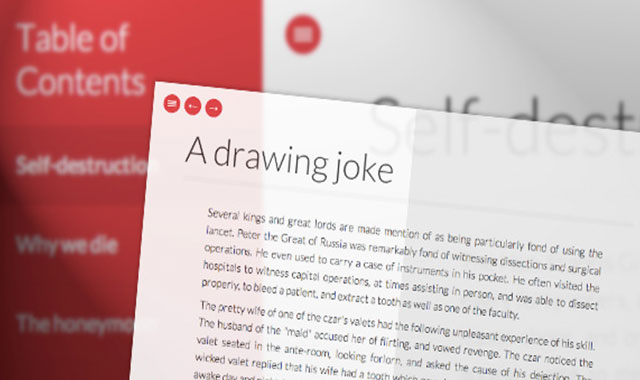 Table of
Contents
Self-destructio
Why we die
The honeymo
Self-destr
A drawing joke
Several kings and great lords are made mention of as being particularly fond of using the
lancet. Peter the Great of Russia was remarkably fond of witnessing dissections and surgical
operations. He even used to carry a case of instruments in his pocket. He often visited the
hospitals to witness capital operations, at times assisting in person, and was able to dissect
properly, to bleed a patient, and extract a tooth as well as one of the faculty.
The pretty wife of one of the czar's valets had the following unpleasant experience of his skill.
The husband of the "maid" accused her of flirting, and vowed revenge. The czar noticed the
valet seated in the ante-room, looking forlorn, and asked the cause of his dejection. The
wicked valet replied that his wife had a tooth which
awake day and